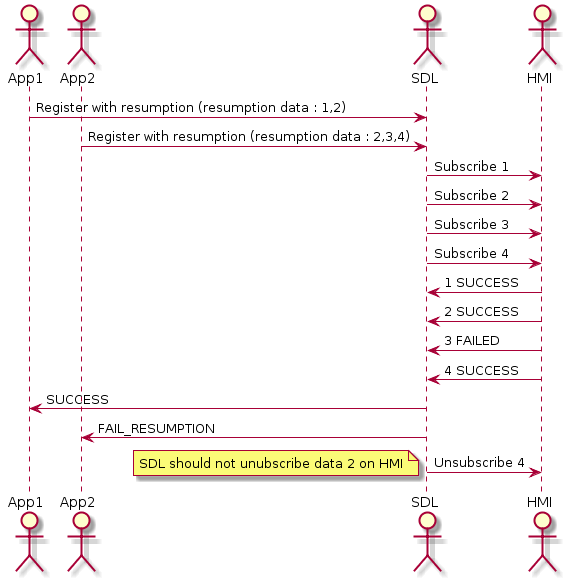 App1 App2 SDL HMI
Register with resumption (resumption data : 1,2)
Register with resumption (resumption data : 2,3,4)
Subscribe 1
Subscribe 2
Subscribe 3
Subscribe 4
1 SUCCESS
2 SUCCESS
3 FAILED
4 SUCCESS
SUCCESS
FAIL_RESUMPTION
SDL should not unubscribe data 2 on HMI Unsubscribe 4
App1 App2 SDL HMI